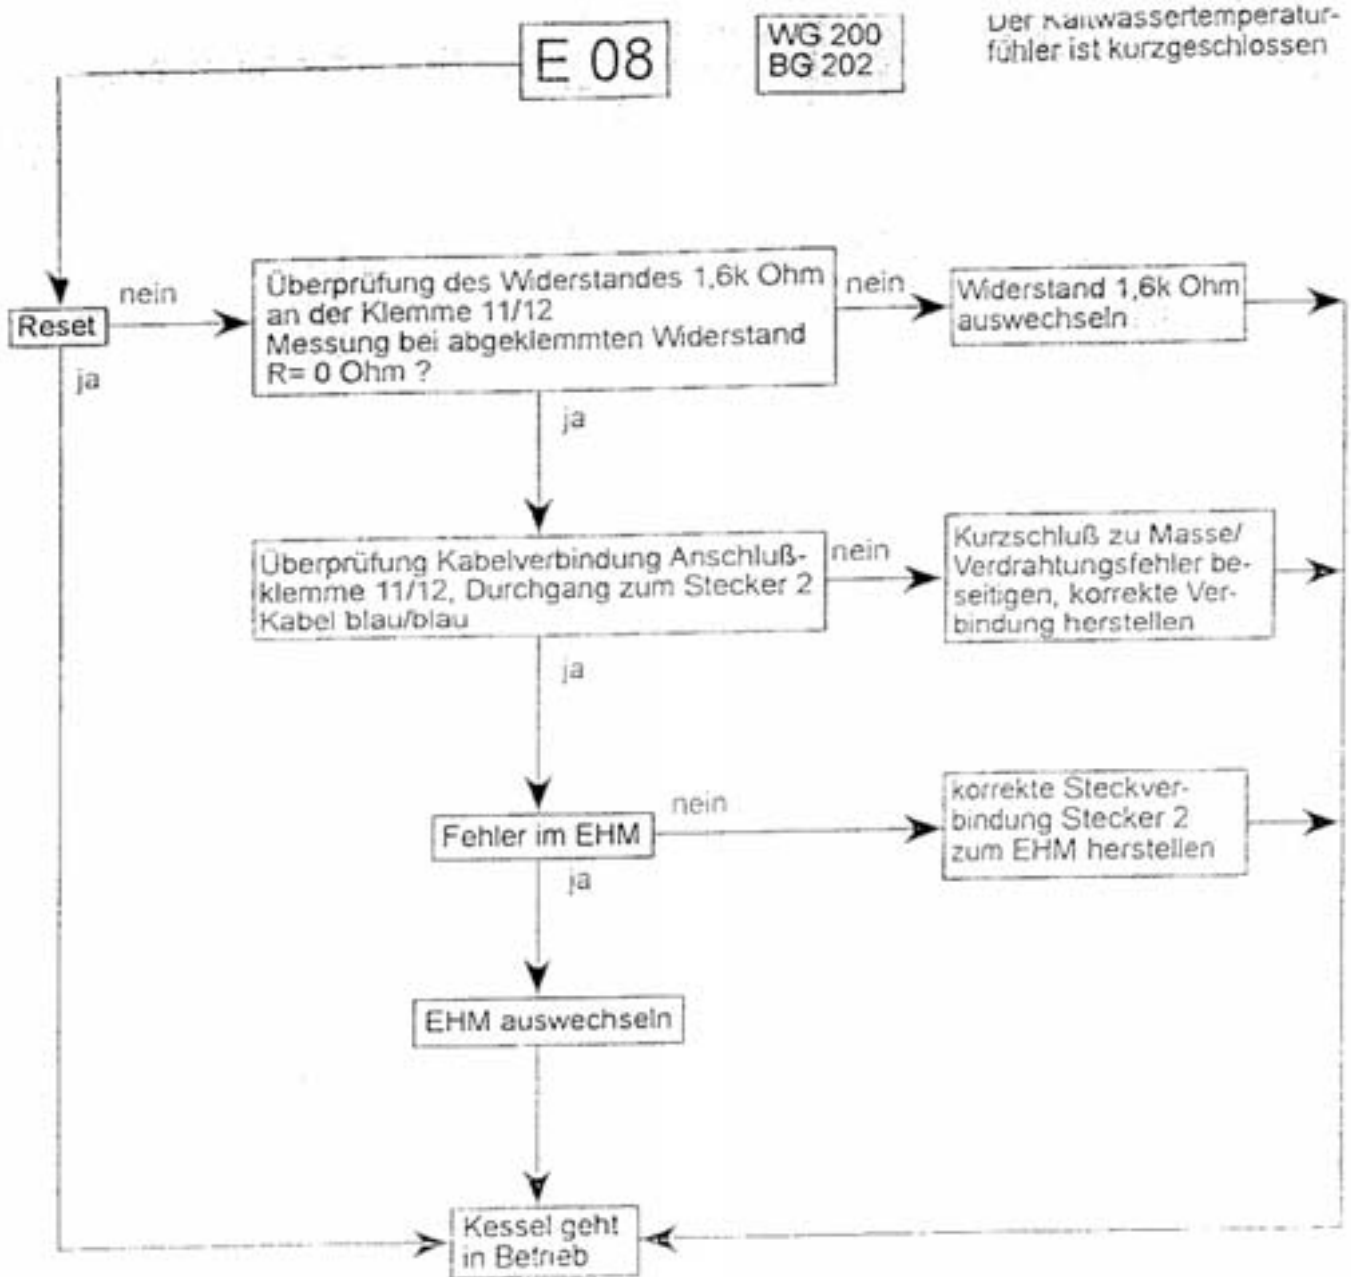 E 08
WG 200
BG 202
Der Kaltwassertemperatur-
fühler ist kurzgeschlossen
Reset
nein
ja
Überprüfung des Widerstandes 1,6k Ohm
an der Klemme 11/12
Messung bei abgeklemmten Widerstand
R= 0 Ohm ?
nein
Widerstand 1,6k Ohm
auswechseln
ja
Überprüfung Kabelverbindung Anschluß-
klemme 11/12, Durchgang zum Stecker 2
Kabel blau/blau
nein
Kurzschluß zu Masse/
Verdrahtungsfehler be-
seitigen, korrekte Ver-
bindung herstellen
ja
Fehler im EHM
nein
korrekte Steckver-
bindung Stecker 2
zum EHM herstellen
ja
EHM auswechseln
Kessel geht
in Betrieb